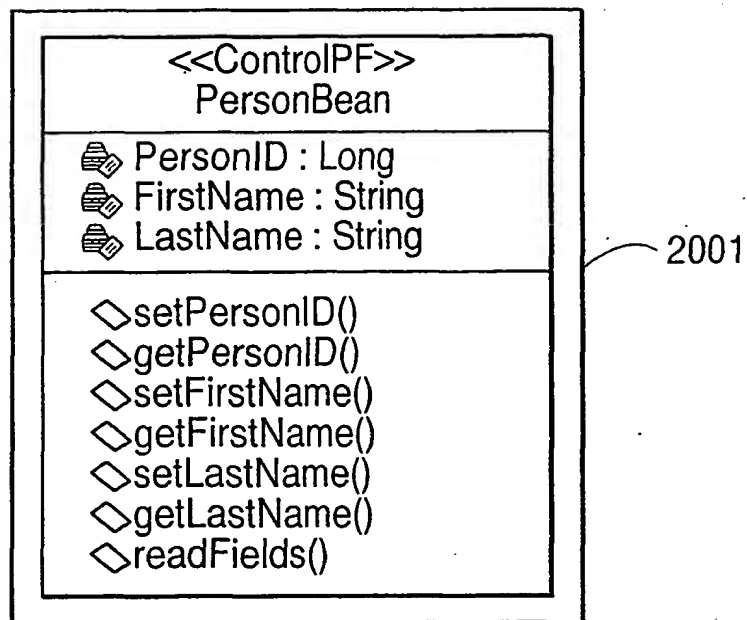 <<ControlPF>>
PersonBean
PersonID : Long
FirstName : String
LastName : String
setPersonID()
getPersonID()
setFirstName()
getFirstName()
setLastName()
getLastName()
readFields()
2001